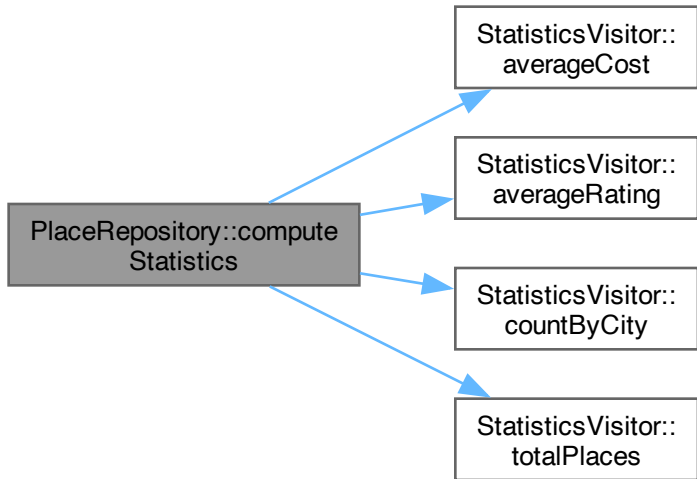 StatisticsVisitor::
averageCost
StatisticsVisitor::
averageRating
PlaceRepository::compute
Statistics
StatisticsVisitor::
countByCity
StatisticsVisitor::
totalPlaces